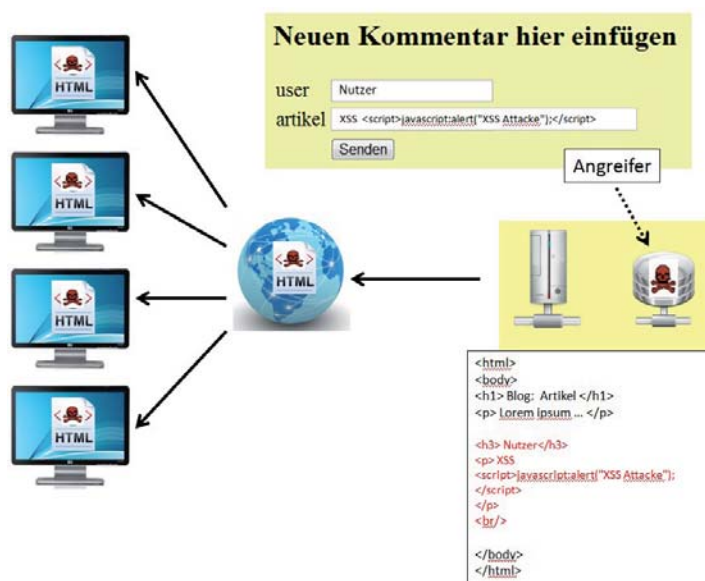 Neuen Kommentar hier einfügen
user Nutzer
artikel XSS <script>javascript:alert("XSS Attacke");</script>
Senden
Angreifer
< >
HTML
< >
HTML
< >
HTML
< >
HTML
< >
HTML
<html>
<body>
<h1> Blog: Artikel </h1>
<p> Lorem ipsum ... </p>
<h3> Nutzer</h3>
<p> XSS
<script>javascript:alert("XSS Attacke");
</script>
</p>
<br/>
</body>
</html>